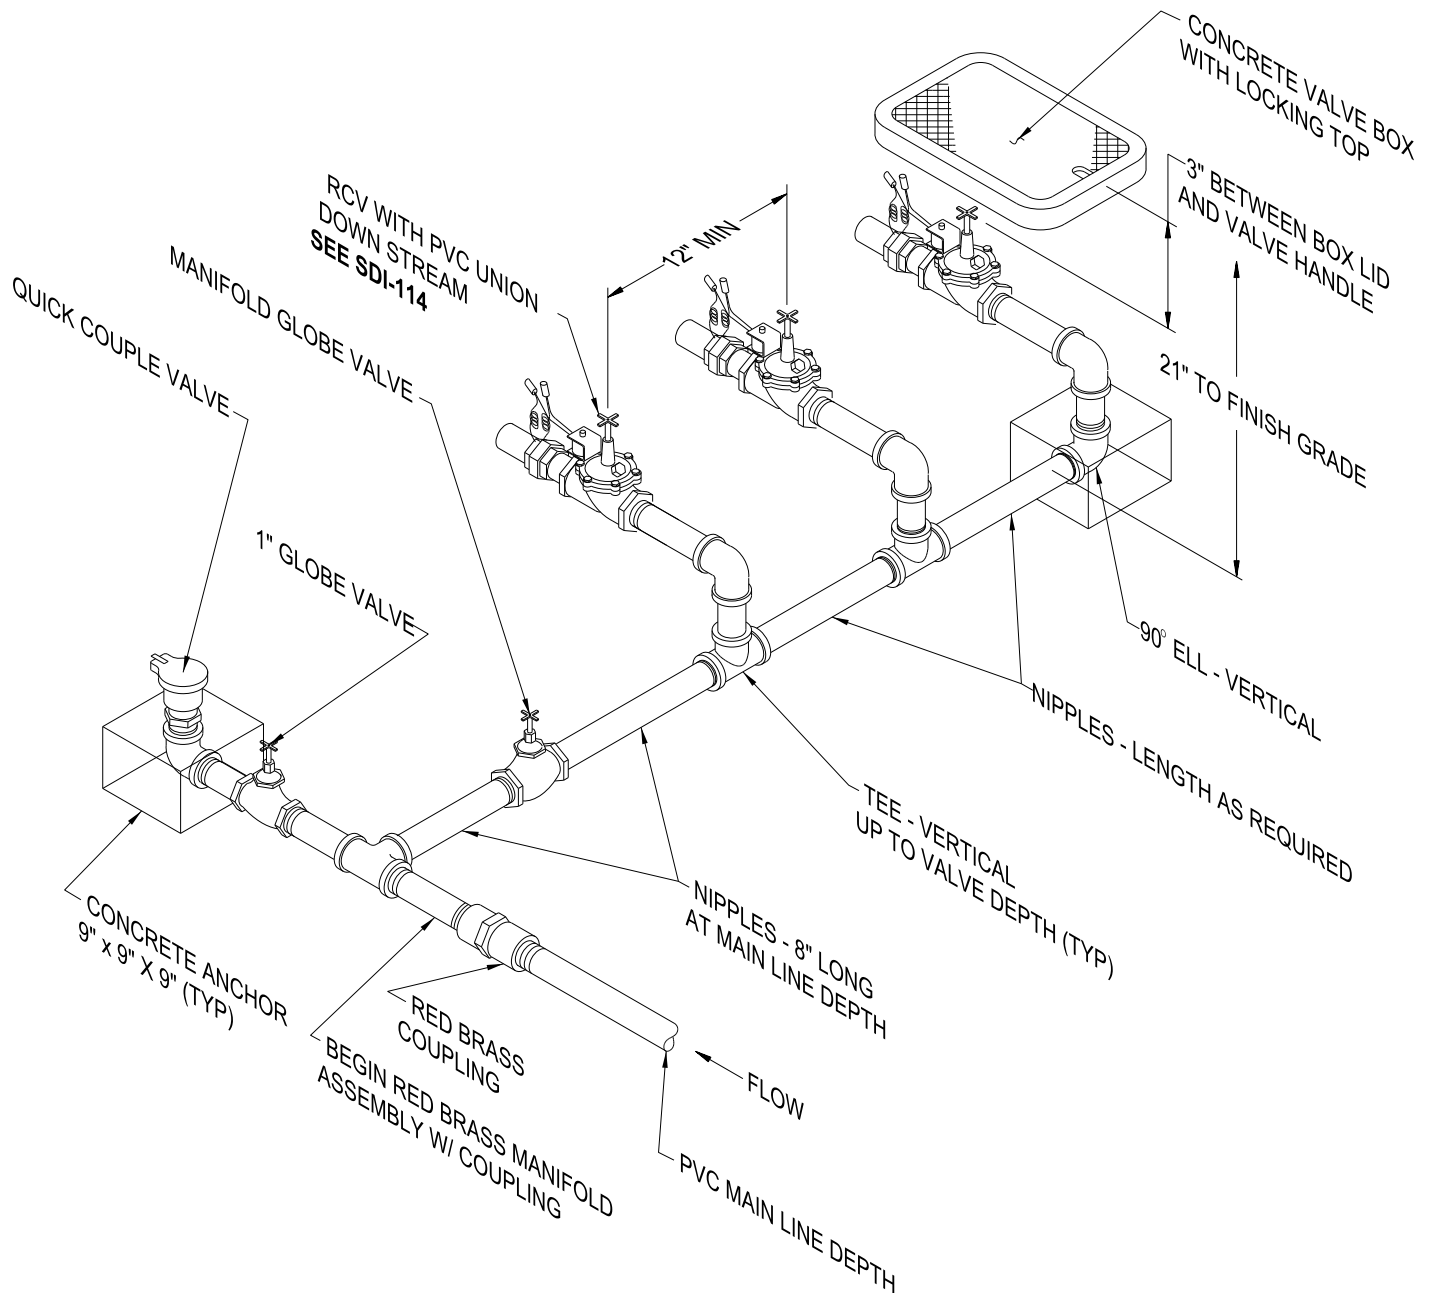 CONCRETE VALVE BOX
WITH LOCKING TOP
3" BETWEEN BOX LID
AND VALVE HANDLE
RCV WITH PVC UNION
DOWN STREAM
SEE SDI-114
12" MIN
MANIFOLD GLOBE VALVE
QUICK COUPLE VALVE
21" TO FINISH GRADE
1" GLOBE VALVE
90° ELL - VERTICAL
NIPPLES - LENGTH AS REQUIRED
TEE - VERTICAL
UP TO VALVE DEPTH (TYP)
NIPPLES - 8" LONG
AT MAIN LINE DEPTH
CONCRETE ANCHOR
9" x 9" X 9" (TYP)
RED BRASS
COUPLING
BEGIN RED BRASS MANIFOLD
ASSEMBLY W/ COUPLING
FLOW
PVC MAIN LINE DEPTH